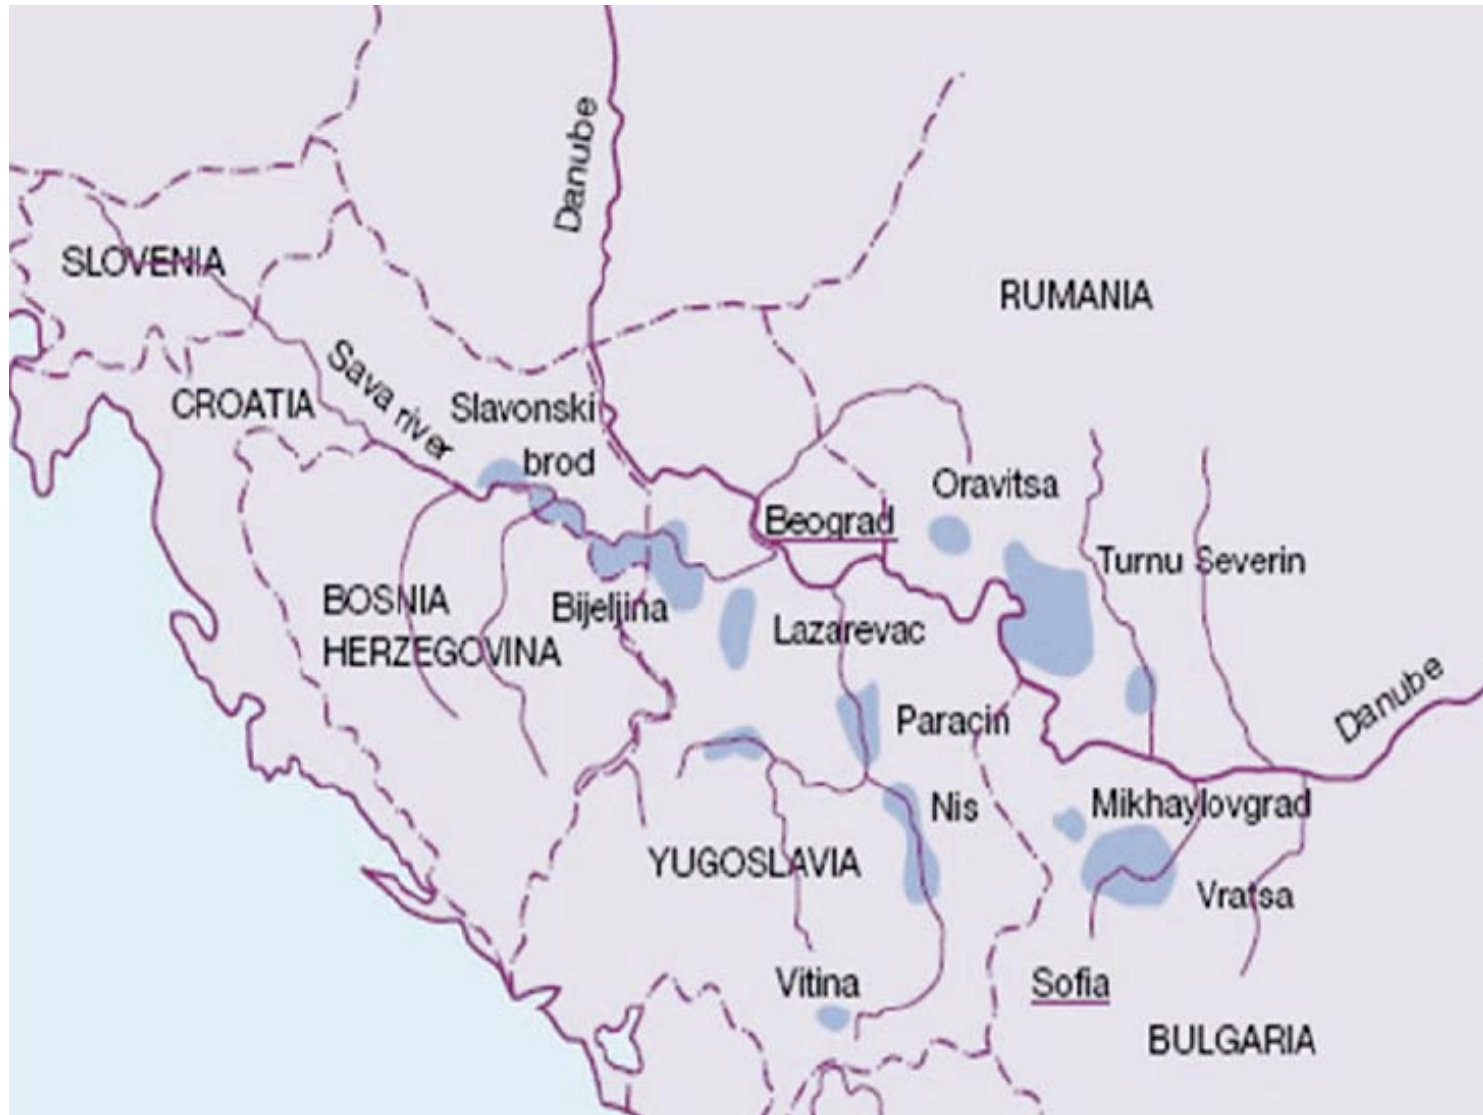 Danube
SLOVENIA
RUMANIA
Sava river
CROATIA
Slavonski
brod
Oravitsa
Beograd
Turnu Severin
BOSNIA
HERZEGOVINA
Bijeljina
Lazarevac
Danube
Paracin
Nis
Mikhaylovgrad
YUGOSLAVIA
Vratsa
Vitina
Sofia
BULGARIA